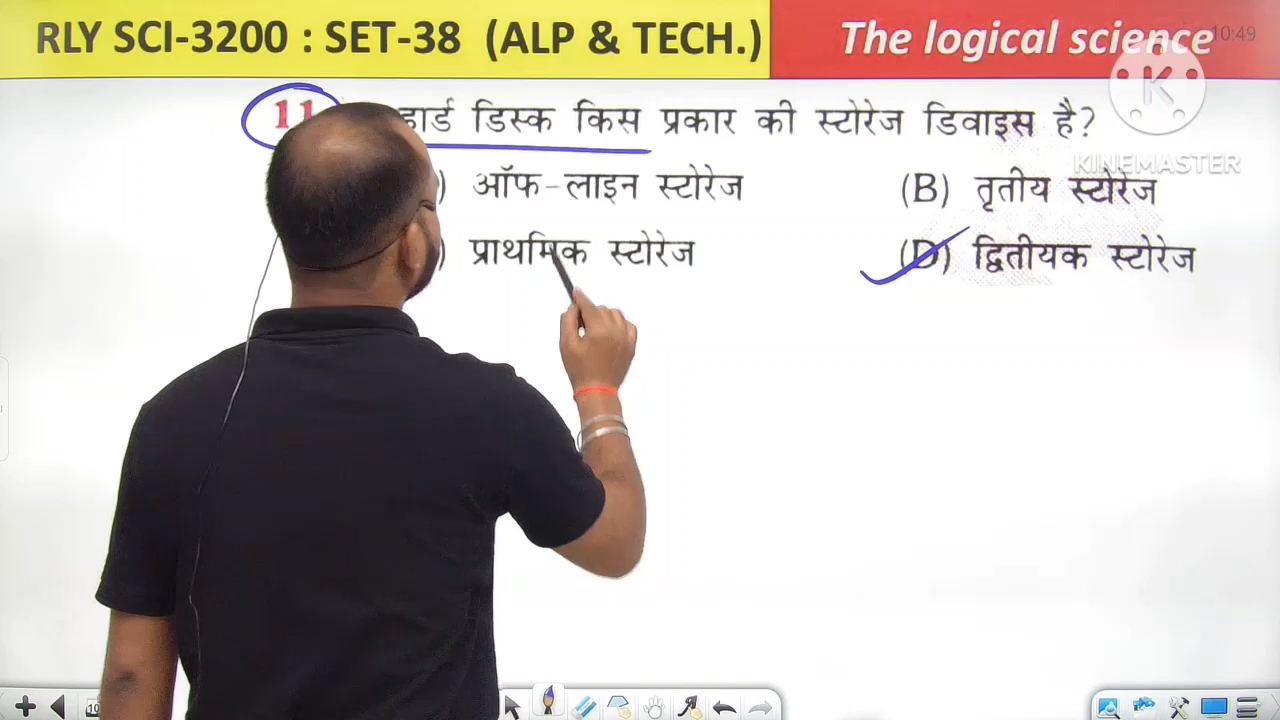 RLY SCI-3200 : SET-38 (ALP & TECH.)
The logical science
10:49
K
KINEMASTER
11
हार्ड डिस्क किस प्रकार की स्टोरेज डिवाइस है?
) ऑफ-लाइन स्टोरेज
(B) तृतीय स्टोरेज
) प्राथमिक स्टोरेज
(D) द्वितीयक स्टोरेज